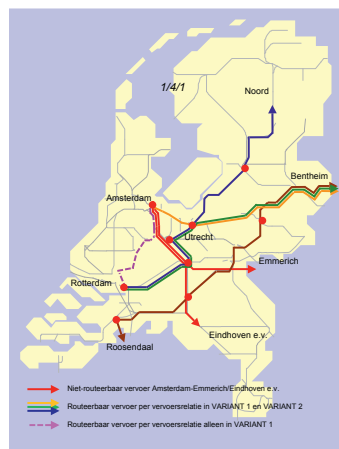 1/4/1
Noord
Bentheim
Amsterdam
Utrecht
Emmerich
Rotterdam
Eindhoven e.v.
Roosendaal
Niet-routeerbaar vervoer Amsterdam-Emmerich/Eindhoven e.v.
Routeerbaar vervoer per vervoersrelatie in VARIANT 1 en VARIANT 2
Routeerbaar vervoer per vervoersrelatie alleen in VARIANT 1